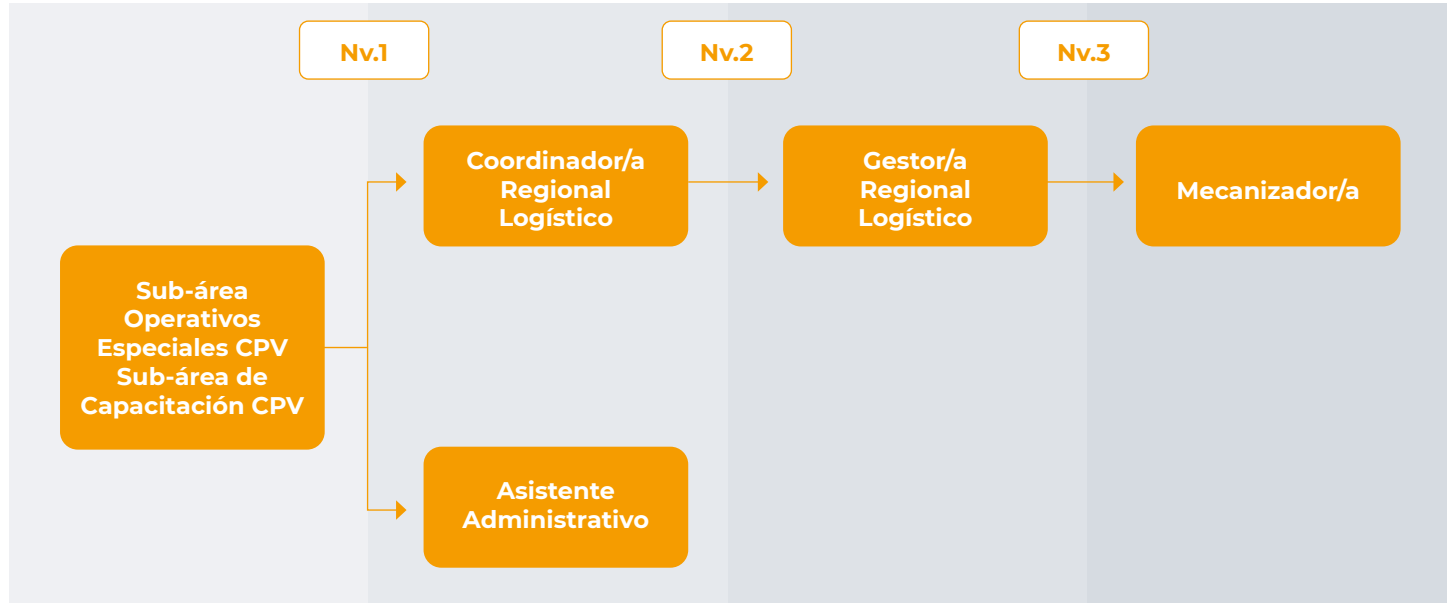 Nv.1
Nv.2
Nv.3
Sub-área
Operativos
Especiales CPV
Sub-área de
Capacitación CPV
Coordinador/a
Regional
Logístico
Gestor/a
Regional
Logístico
Mecanizador/a
Asistente
Administrativo